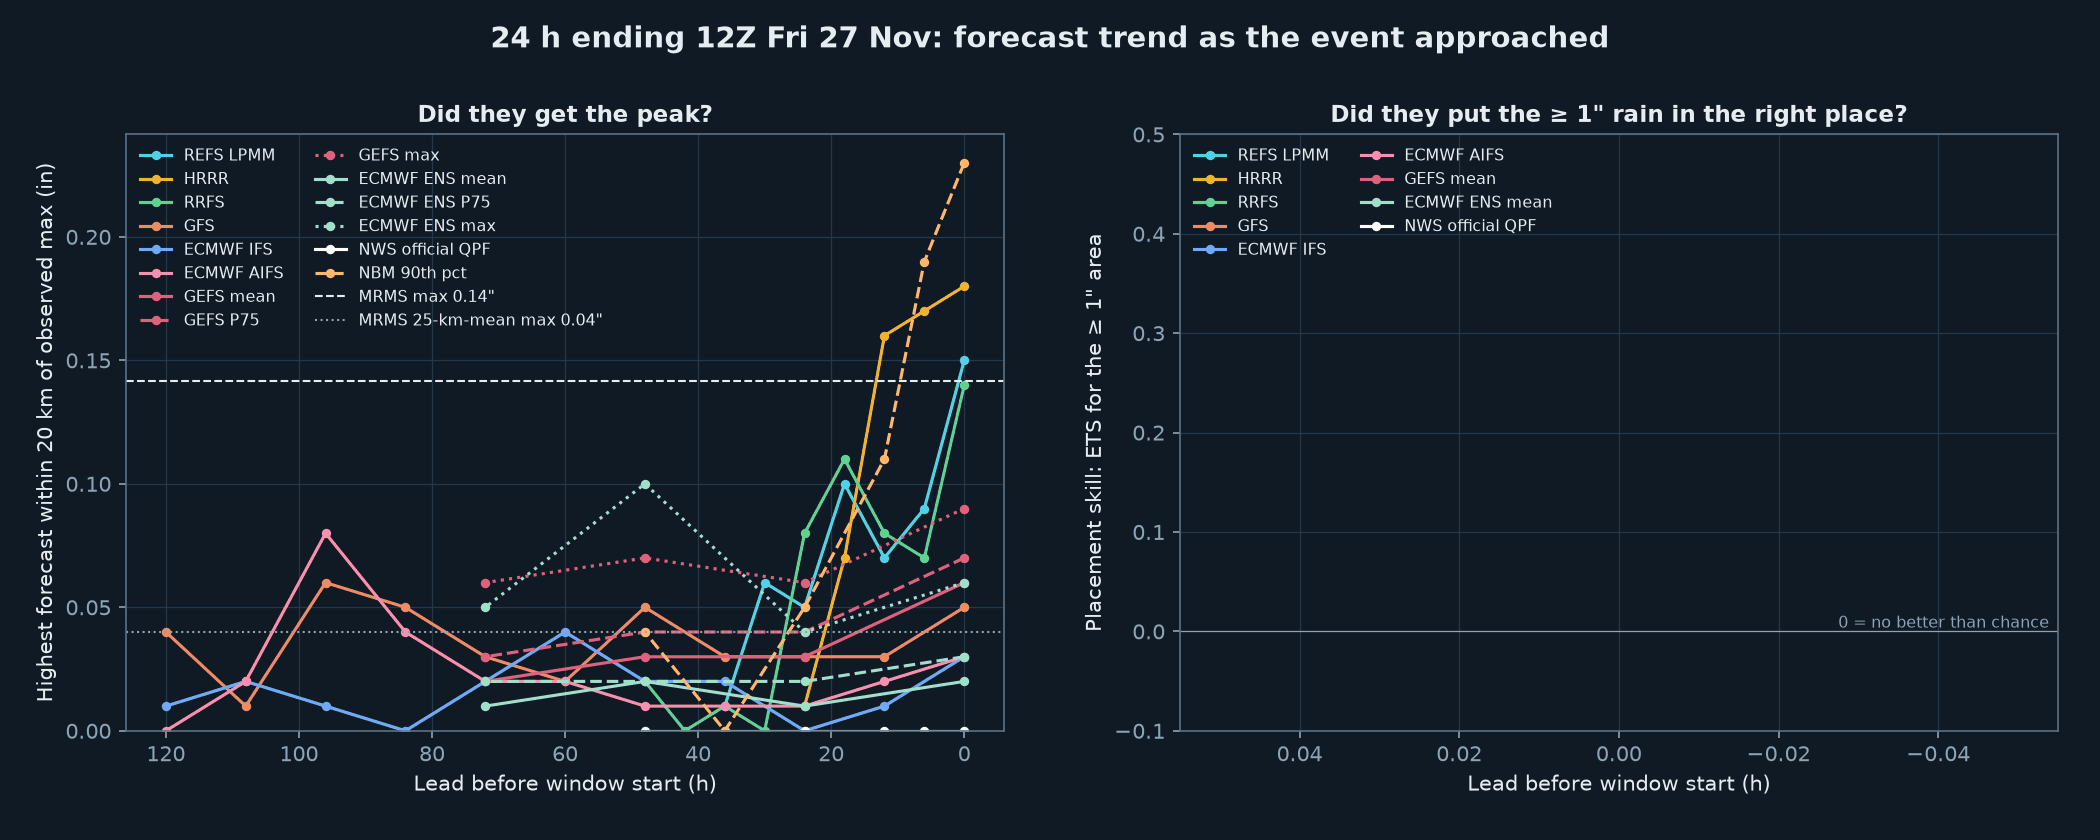 24 h ending 12Z Fri 27 Nov: forecast trend as the event approached
Did they get the peak?
Highest forecast within 20 km of observed max (in)
0.20
0.15
0.10
0.05
0.00
REFS LPMM
HRRR
RRFS
GFS
ECMWF IFS
ECMWF AIFS
GEFS mean
GEFS P75
GEFS max
ECMWF ENS mean
ECMWF ENS P75
ECMWF ENS max
NWS official QPF
NBM 90th pct
MRMS max 0.14"
MRMS 25-km-mean max 0.04"
120 100 80 60 40 20 0
Lead before window start (h)
Did they put the ≥ 1" rain in the right place?
Placement skill: ETS for the ≥ 1" area
0.5
0.4
0.3
0.2
0.1
0.0
−0.1
REFS LPMM
HRRR
RRFS
GFS
ECMWF IFS
ECMWF AIFS
GEFS mean
ECMWF ENS mean
NWS official QPF
0 = no better than chance
0.04 0.02 0.00 −0.02 −0.04
Lead before window start (h)